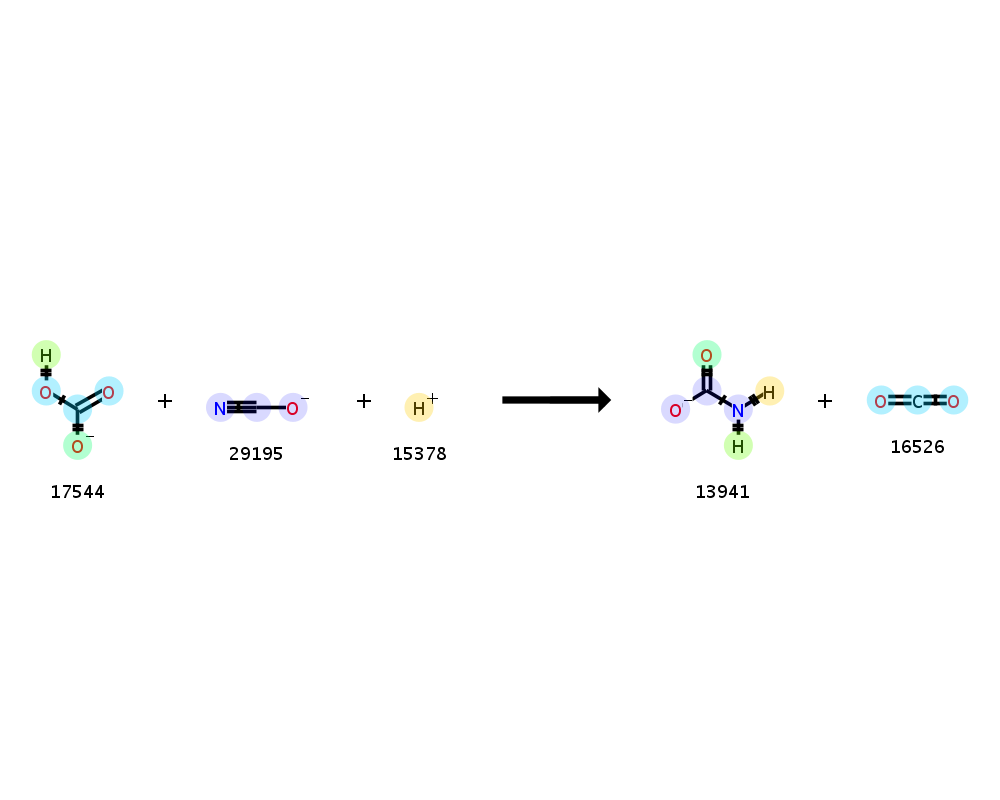 H
O O
O −
+
N O −
+
H +
O
O − N H
H
+
O C O
17544
29195
15378
13941
16526